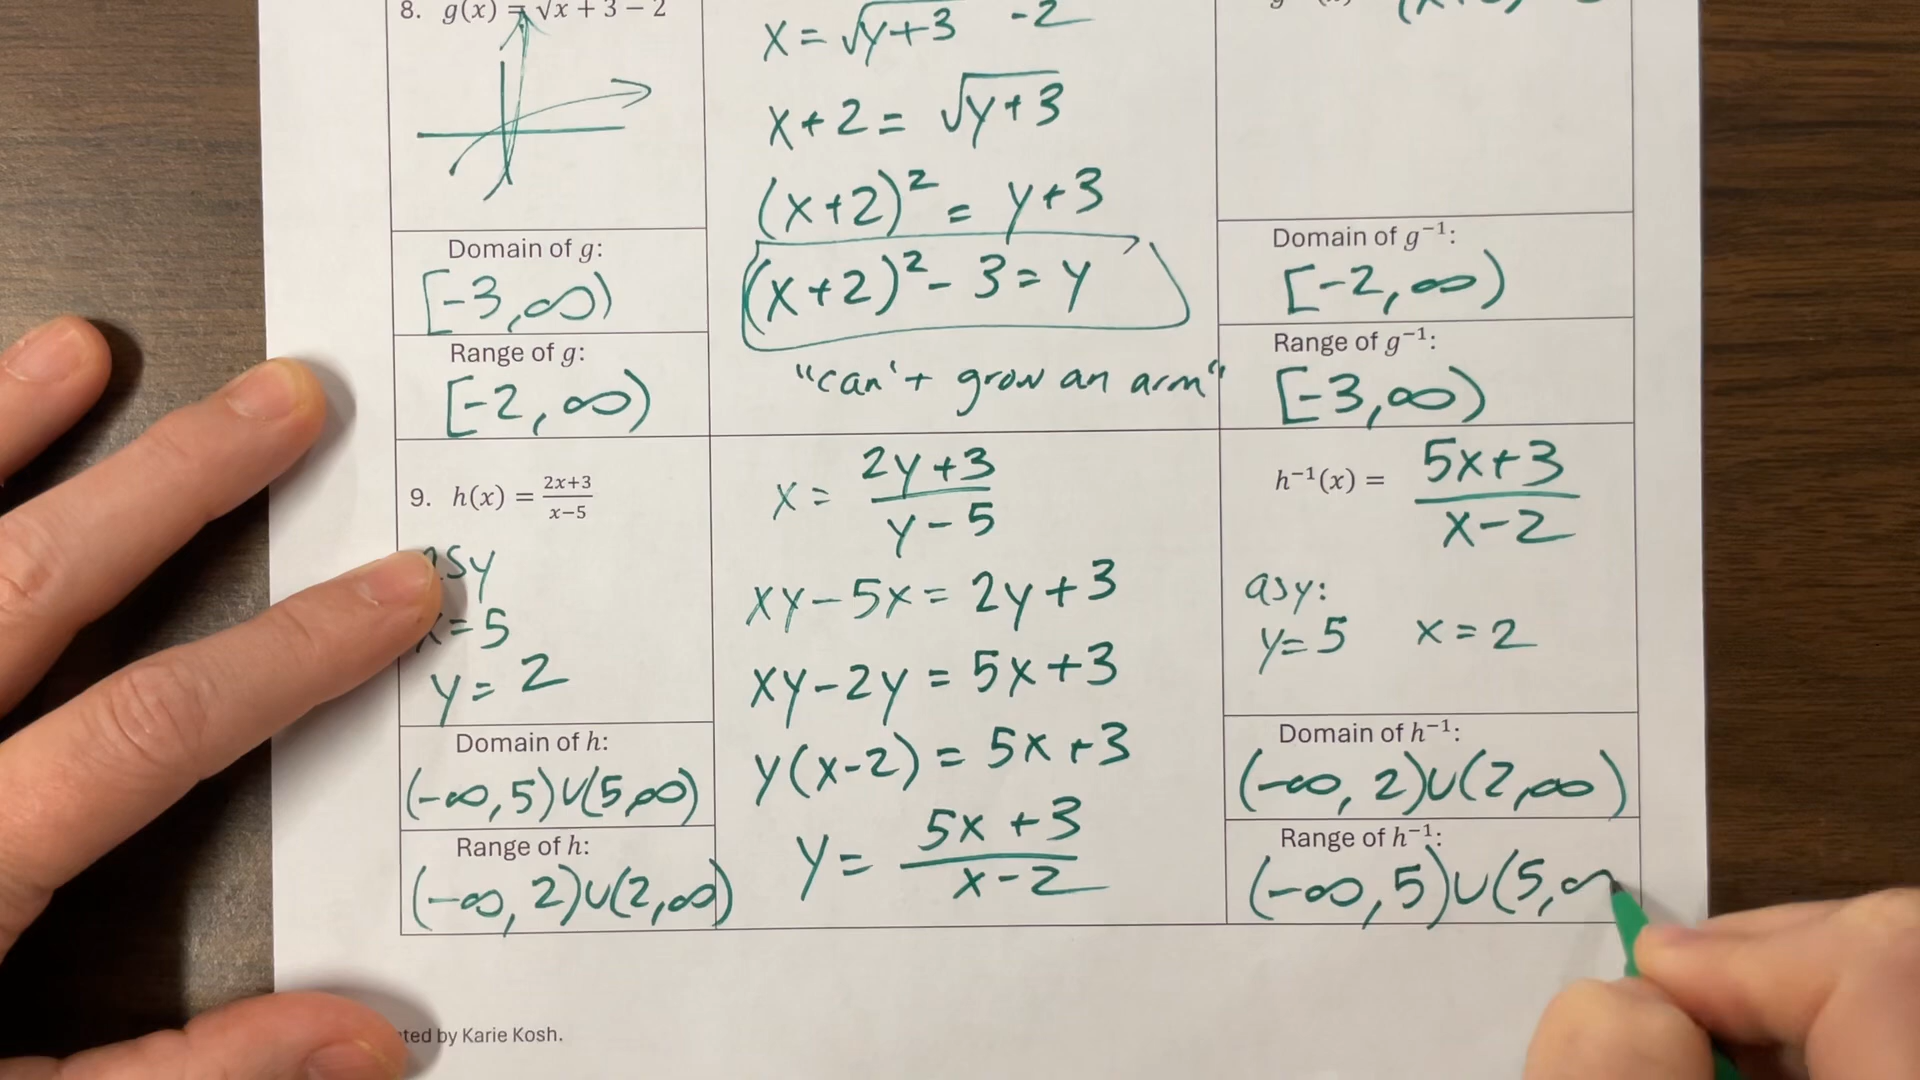 8. g(x) = √x + 3 − 2
x = √y+3 -2
x+2 = √y+3
(x+2)² = y+3
(x+2)² - 3 = y
"can't grow an arm"
Domain of g:
[-3, ∞)
Range of g:
[-2, ∞)
Domain of g⁻¹:
[-2, ∞)
Range of g⁻¹:
[-3, ∞)
9. h(x) = 2x+3/x−5
asy
x=5
y=2
Domain of h:
(-∞, 5)∪(5,∞)
Range of h:
(-∞, 2)∪(2,∞)
x = 2y+3/y-5
xy-5x = 2y+3
xy-2y = 5x+3
y(x-2) = 5x+3
y = 5x+3/x-2
h⁻¹(x) = 5x+3/x-2
asy:
y=5 x=2
Domain of h⁻¹:
(-∞, 2)∪(2,∞)
Range of h⁻¹:
(-∞, 5)∪(5,∞
by Karie Kosh.